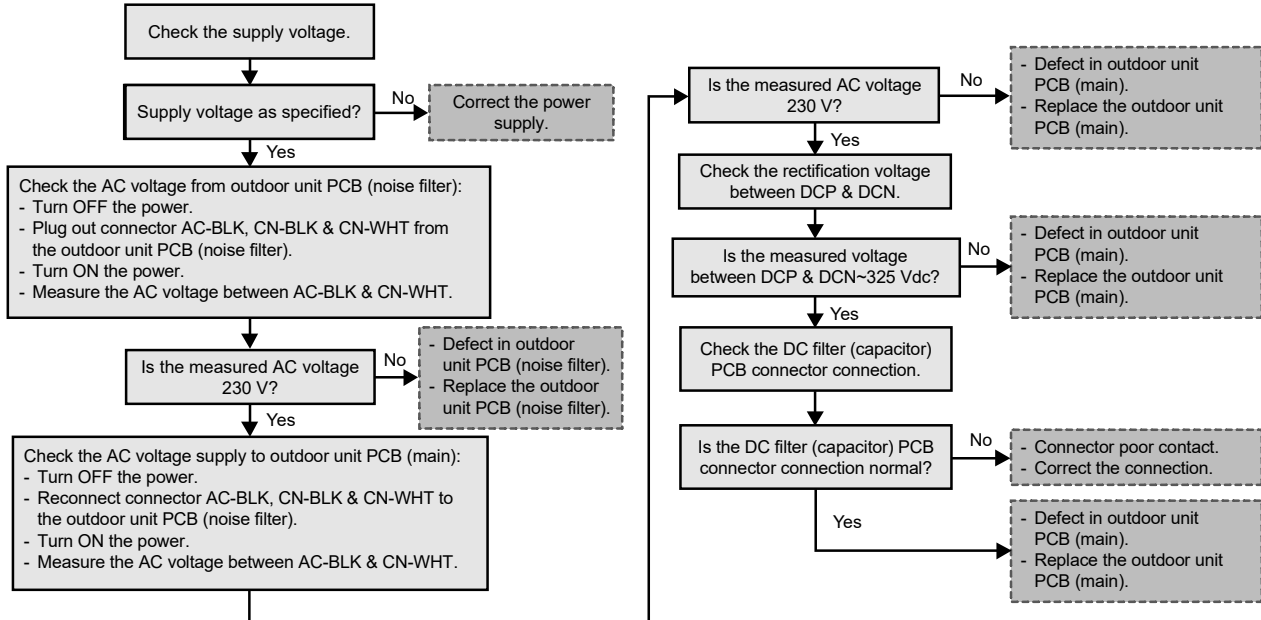 Check the supply voltage.
Supply voltage as specified?
No
Correct the power
supply.
Yes
Check the AC voltage from outdoor unit PCB (noise filter):
- Turn OFF the power.
- Plug out connector AC-BLK, CN-BLK & CN-WHT from
the outdoor unit PCB (noise filter).
- Turn ON the power.
- Measure the AC voltage between AC-BLK & CN-WHT.
Is the measured AC voltage
230 V?
No
- Defect in outdoor
unit PCB (noise filter).
- Replace the outdoor
unit PCB (noise filter).
Yes
Check the AC voltage supply to outdoor unit PCB (main):
- Turn OFF the power.
- Reconnect connector AC-BLK, CN-BLK & CN-WHT to
the outdoor unit PCB (noise filter).
- Turn ON the power.
- Measure the AC voltage between AC-BLK & CN-WHT.
Is the measured AC voltage
230 V?
No
- Defect in outdoor unit
PCB (main).
- Replace the outdoor unit
PCB (main).
Yes
Check the rectification voltage
between DCP & DCN.
Is the measured voltage
between DCP & DCN~325 Vdc?
No
- Defect in outdoor unit
PCB (main).
- Replace the outdoor unit
PCB (main).
Yes
Check the DC filter (capacitor)
PCB connector connection.
Is the DC filter (capacitor) PCB
connector connection normal?
No
- Connector poor contact.
- Correct the connection.
Yes
- Defect in outdoor unit
PCB (main).
- Replace the outdoor unit
PCB (main).